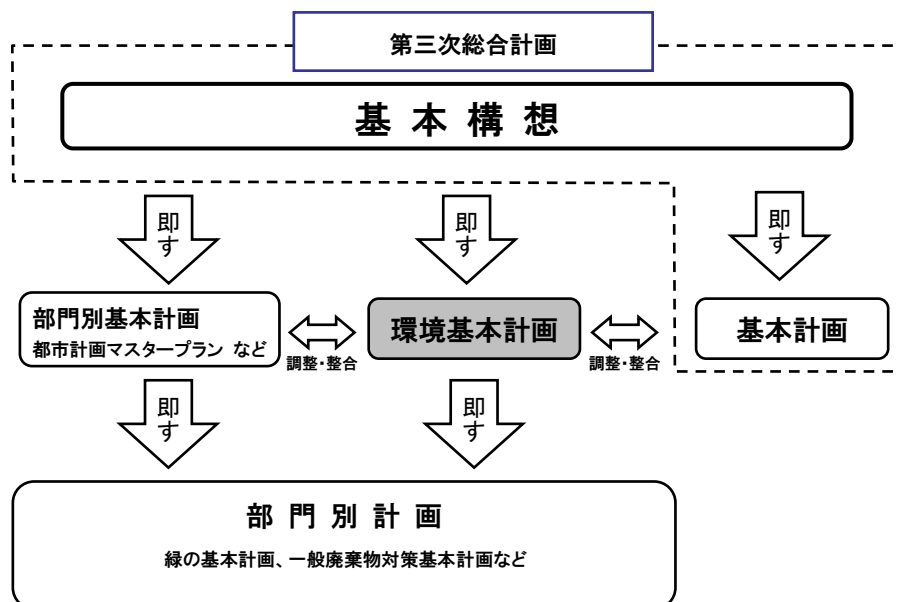 第三次総合計画
基本構想
即す
即す
即す
部門別基本計画
都市計画マスタープラン など
調整・整合
環境基本計画
調整・整合
基本計画
即す
即す
部門別計画
緑の基本計画、一般廃棄物対策基本計画など